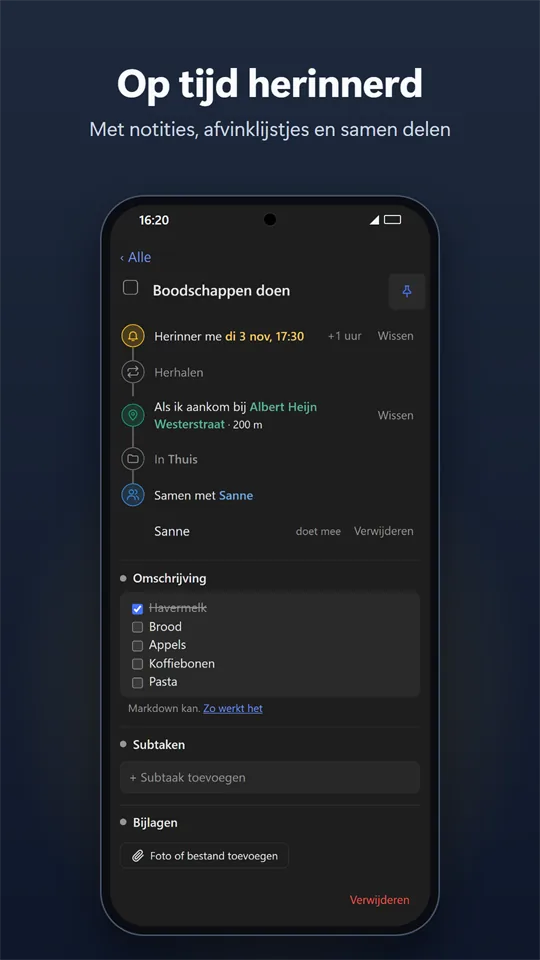 Op tijd herinnerd
Met notities, afvinklijstjes en samen delen
16:20
‹ Alle
Boodschappen doen
Herinner me di 3 nov, 17:30 +1 uur Wissen
Herhalen
Als ik aankom bij Albert Heijn
Westerstraat · 200 m Wissen
In Thuis
Samen met Sanne
Sanne doet mee Verwijderen
Omschrijving
Havermelk
Brood
Appels
Koffiebonen
Pasta
Markdown kan. Zo werkt het
Subtaken
+ Subtaak toevoegen
Bijlagen
Foto of bestand toevoegen
Verwijderen